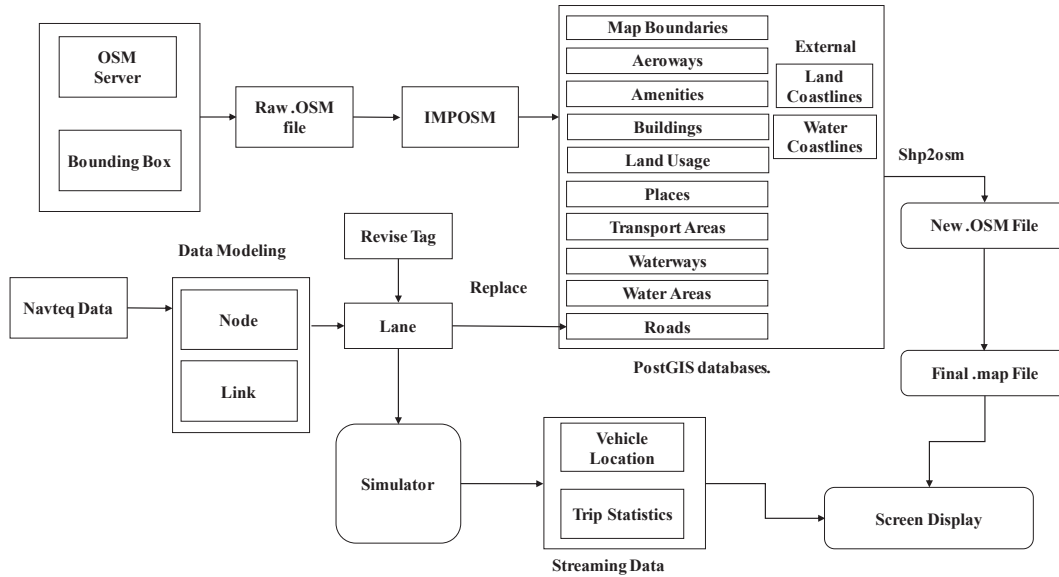 OSM
Server
Bounding Box
Raw .OSM
file
IMPOSM
Map Boundaries
Aeroways
Amenities
Buildings
Land Usage
Places
Transport Areas
Waterways
Water Areas
Roads
External
Land
Coastlines
Water
Coastlines
PostGIS databases.
Shp2osm
New .OSM File
Final .map File
Revise Tag
Data Modeling
Navteq Data
Node
Link
Lane
Replace
Simulator
Vehicle
Location
Trip Statistics
Streaming Data
Screen Display